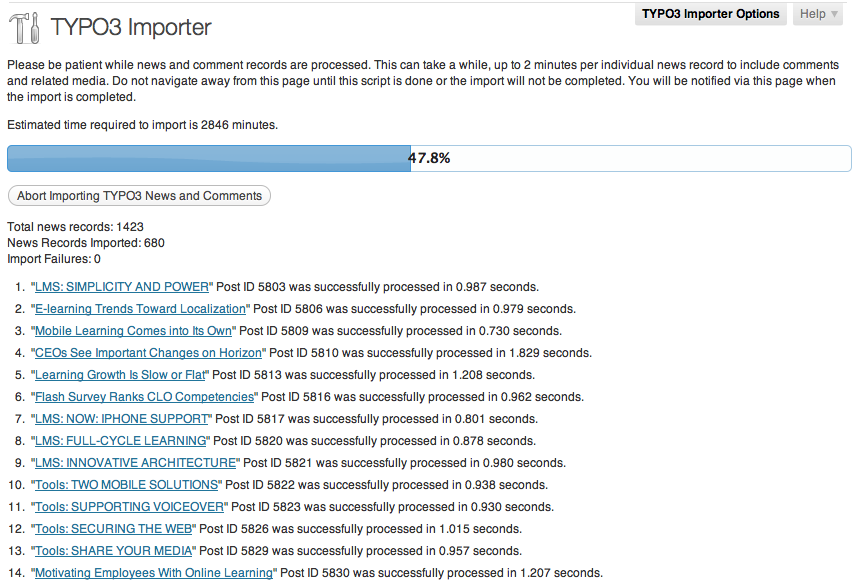 TYPO3 Importer
TYPO3 Importer Options
Help
Please be patient while news and comment records are processed. This can take a while, up to 2 minutes per individual news record to include comments
and related media. Do not navigate away from this page until this script is done or the import will not be completed. You will be notified via this page when
the import is completed.
Estimated time required to import is 2846 minutes.
47.8%
Abort Importing TYPO3 News and Comments
Total news records: 1423
News Records Imported: 680
Import Failures: 0
1. "LMS: SIMPLICITY AND POWER" Post ID 5803 was successfully processed in 0.987 seconds.
2. "E-learning Trends Toward Localization" Post ID 5806 was successfully processed in 0.979 seconds.
3. "Mobile Learning Comes into Its Own" Post ID 5809 was successfully processed in 0.730 seconds.
4. "CEOs See Important Changes on Horizon" Post ID 5810 was successfully processed in 1.829 seconds.
5. "Learning Growth Is Slow or Flat" Post ID 5813 was successfully processed in 1.208 seconds.
6. "Flash Survey Ranks CLO Competencies" Post ID 5816 was successfully processed in 0.962 seconds.
7. "LMS: NOW: IPHONE SUPPORT" Post ID 5817 was successfully processed in 0.801 seconds.
8. "LMS: FULL-CYCLE LEARNING" Post ID 5820 was successfully processed in 0.878 seconds.
9. "LMS: INNOVATIVE ARCHITECTURE" Post ID 5821 was successfully processed in 0.980 seconds.
10. "Tools: TWO MOBILE SOLUTIONS" Post ID 5822 was successfully processed in 0.938 seconds.
11. "Tools: SUPPORTING VOICEOVER" Post ID 5823 was successfully processed in 0.930 seconds.
12. "Tools: SECURING THE WEB" Post ID 5826 was successfully processed in 1.015 seconds.
13. "Tools: SHARE YOUR MEDIA" Post ID 5829 was successfully processed in 0.957 seconds.
14. "Motivating Employees With Online Learning" Post ID 5830 was successfully processed in 1.207 seconds.